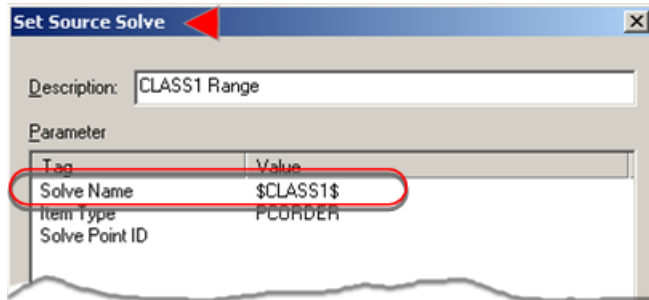 Set Source Solve
Description: CLASS1 Range
Parameter
Tag Value
Solve Name $CLASS1$
Item Type PCORDER
Solve Point ID